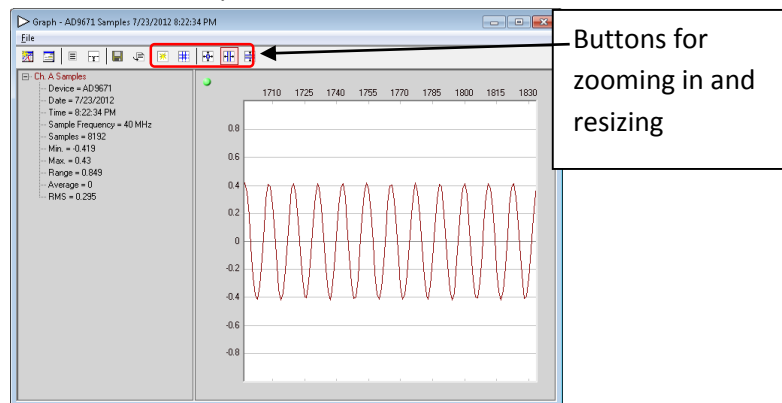 Graph - AD9671 Samples 7/23/2012 8:22:34 PM
File
Buttons for
zooming in and
resizing
Ch. A Samples
Device = AD9671
Date = 7/23/2012
Time = 8:22:34 PM
Sample Frequency = 40 MHz
Samples = 8192
Min. = -0.419
Max. = 0.43
Range = 0.849
Average = 0
RMS = 0.295
1710 1725 1740 1755 1770 1785 1800 1815 1830
0.8
0.6
0.4
0.2
0
-0.2
-0.4
-0.6
-0.8